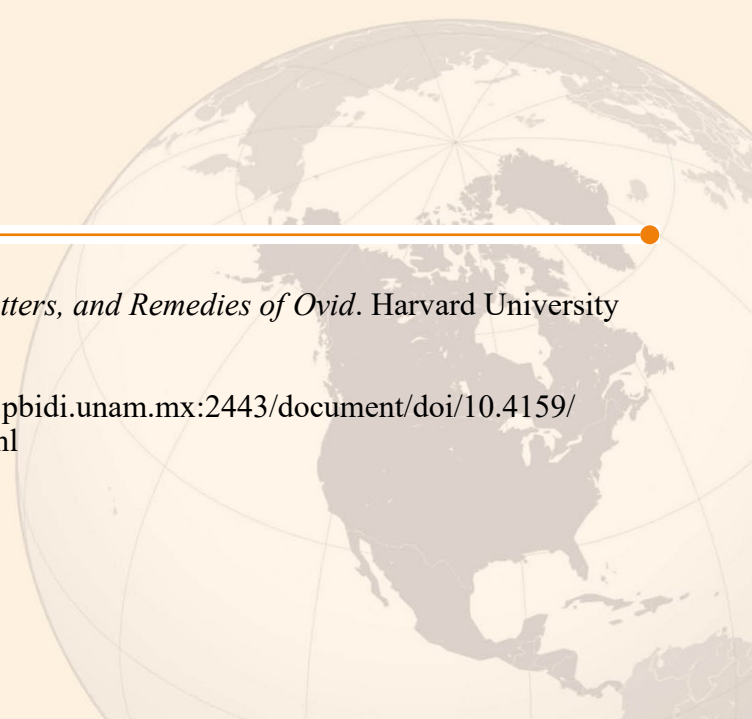 tters, and Remedies of Ovid. Harvard University
pbidi.unam.mx:2443/document/doi/10.4159/
nl